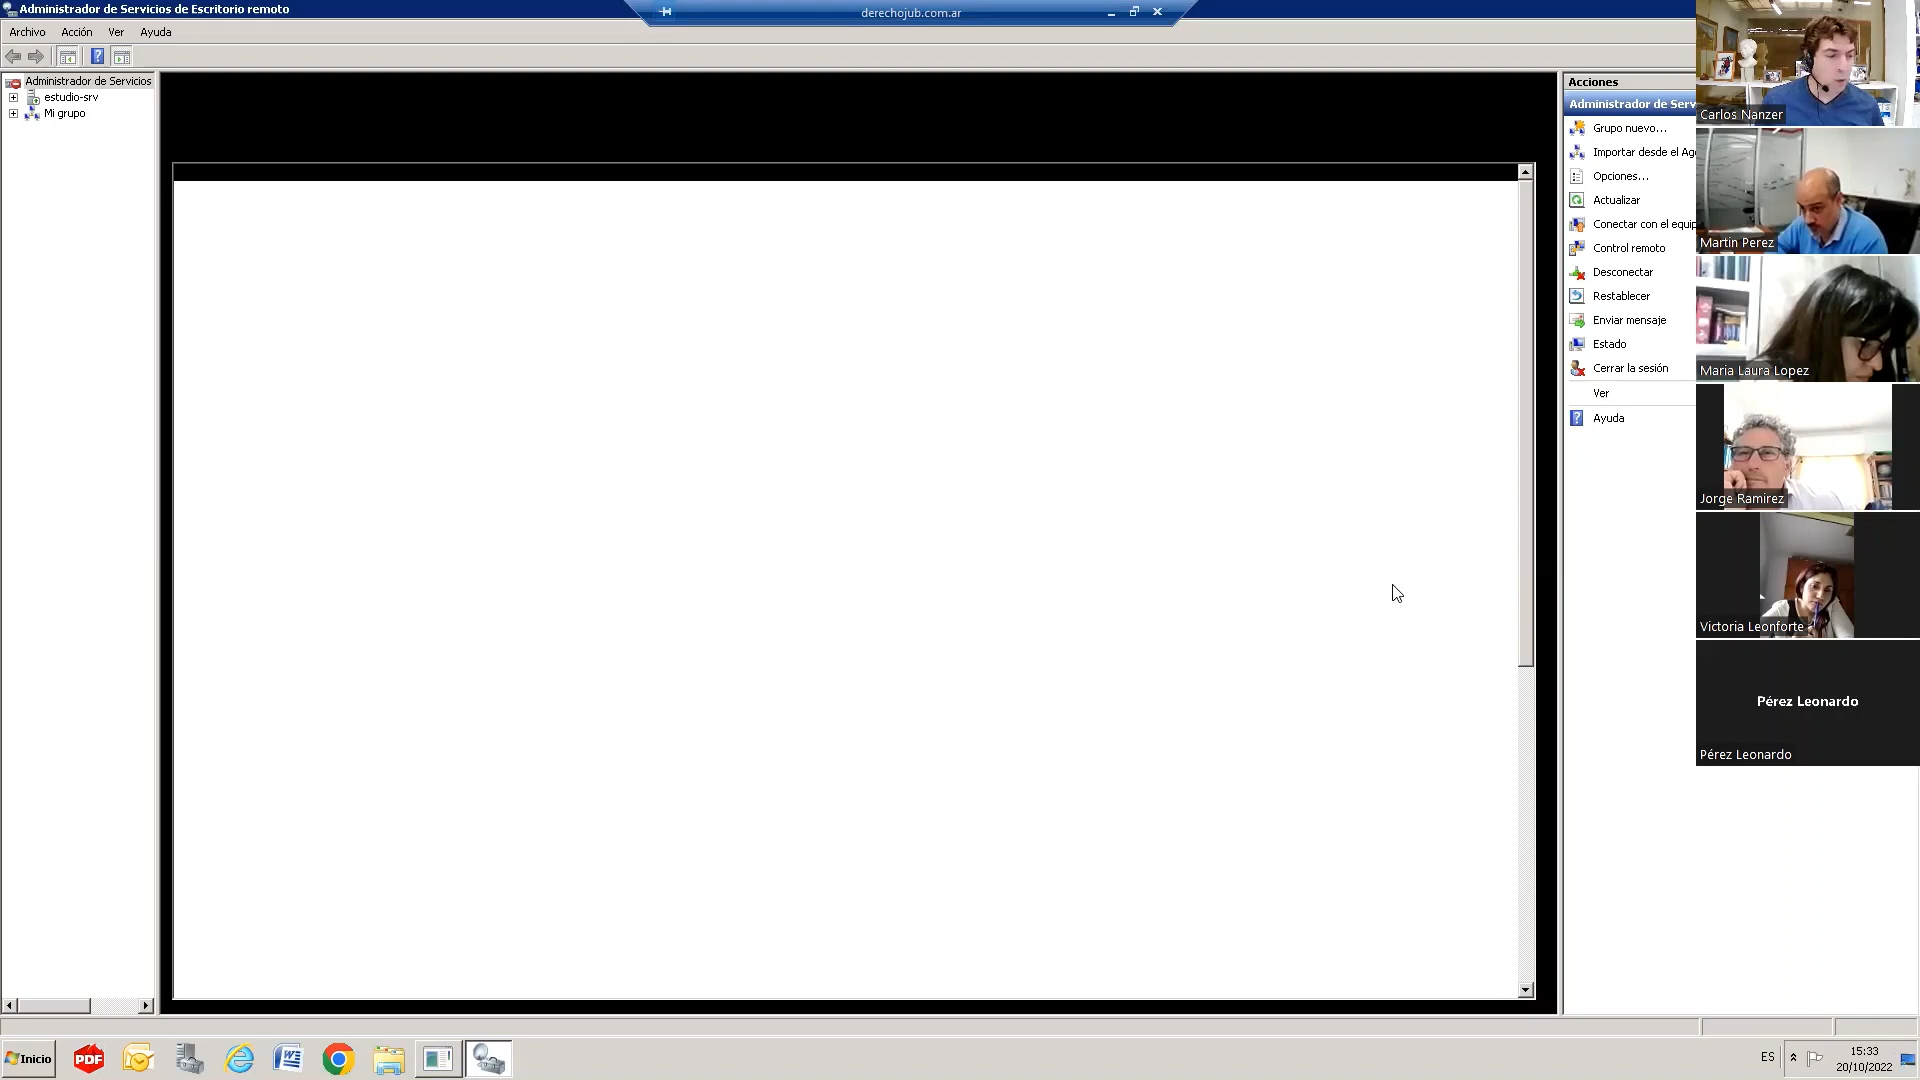 Administrador de Servicios de Escritorio remoto
derechojub.com.ar
Archivo Acción Ver Ayuda
Administrador de Servicios
estudio-srv
Mi grupo
Acciones
Administrador de Serv
Grupo nuevo...
Importar desde el Ag
Opciones...
Actualizar
Conectar con el equip
Control remoto
Desconectar
Restablecer
Enviar mensaje
Estado
Cerrar la sesión
Ver
Ayuda
Carlos Nanzer
Martin Perez
Maria Laura Lopez
Jorge Ramirez
Victoria Leonforte
Pérez Leonardo
Pérez Leonardo
Inicio
PDF
ES
15:33
20/10/2022